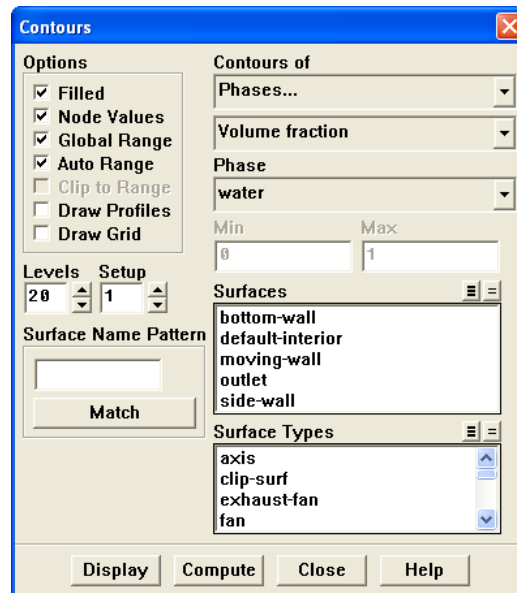 Contours
Options
Filled
Node Values
Global Range
Auto Range
Clip to Range
Draw Profiles
Draw Grid
Levels Setup
20 1
Surface Name Pattern
Match
Contours of
Phases...
Volume fraction
Phase
water
Min Max
0 1
Surfaces
bottom-wall
default-interior
moving-wall
outlet
side-wall
Surface Types
axis
clip-surf
exhaust-fan
fan
Display Compute Close Help